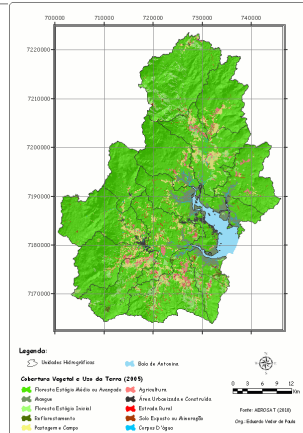 700000 710000 720000 730000 740000
7220000
7210000
7200000
7190000
7180000
7170000
Legenda:
Unidades Hidrográficas
Baía de Antonina
Cobertura Vegetal e Uso da Terra (2005)
Floresta Estágio Médio ou Avançado
Agricultura
Mangue
Área Urbanizada e Construída
Floresta Estágio Inicial
Estrada Rural
Reflorestamento
Solo Exposto ou Mineração
Pastagem e Campo
Corpos D'água
0 3 6 9 12
Km
Fonte: AEROSAT (2010)
Org. Eduardo Vedor de Paula